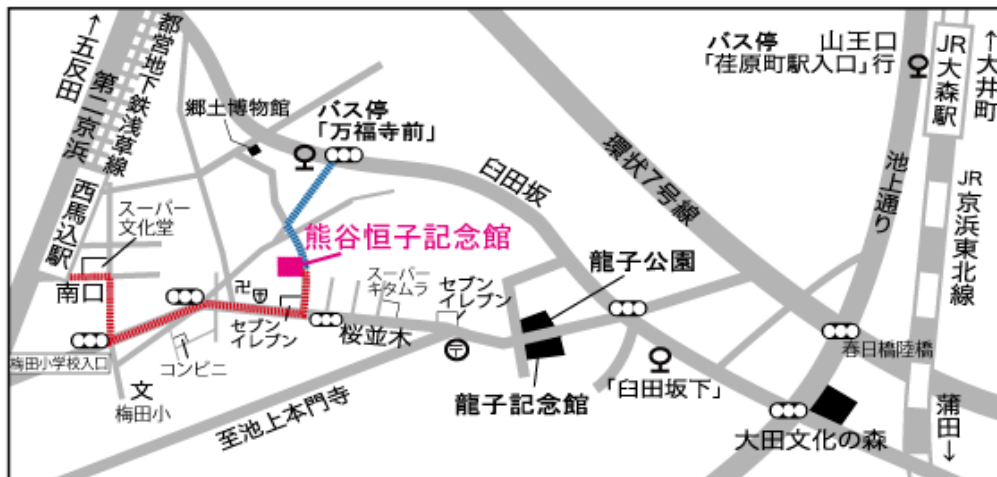 ↑五反田
第二京浜
都営地下鉄浅草線
西馬込駅
郷土博物館
バス停
「万福寺前」
臼田坂
環状7号線
バス停 山王口
「荏原町駅入口」行
JR大森駅
↑大井町
池上通り
JR京浜東北線
スーパー
文化堂
南口
熊谷恒子記念館
龍子公園
スーパー
キタムラ
セブン
イレブン
卍
セブン
イレブン
桜並木
〒
梅田小学校入口
コンビニ
文
梅田小
至池上本門寺
龍子記念館
「臼田坂下」
春日橋陸橋
大田文化の森
蒲田↓